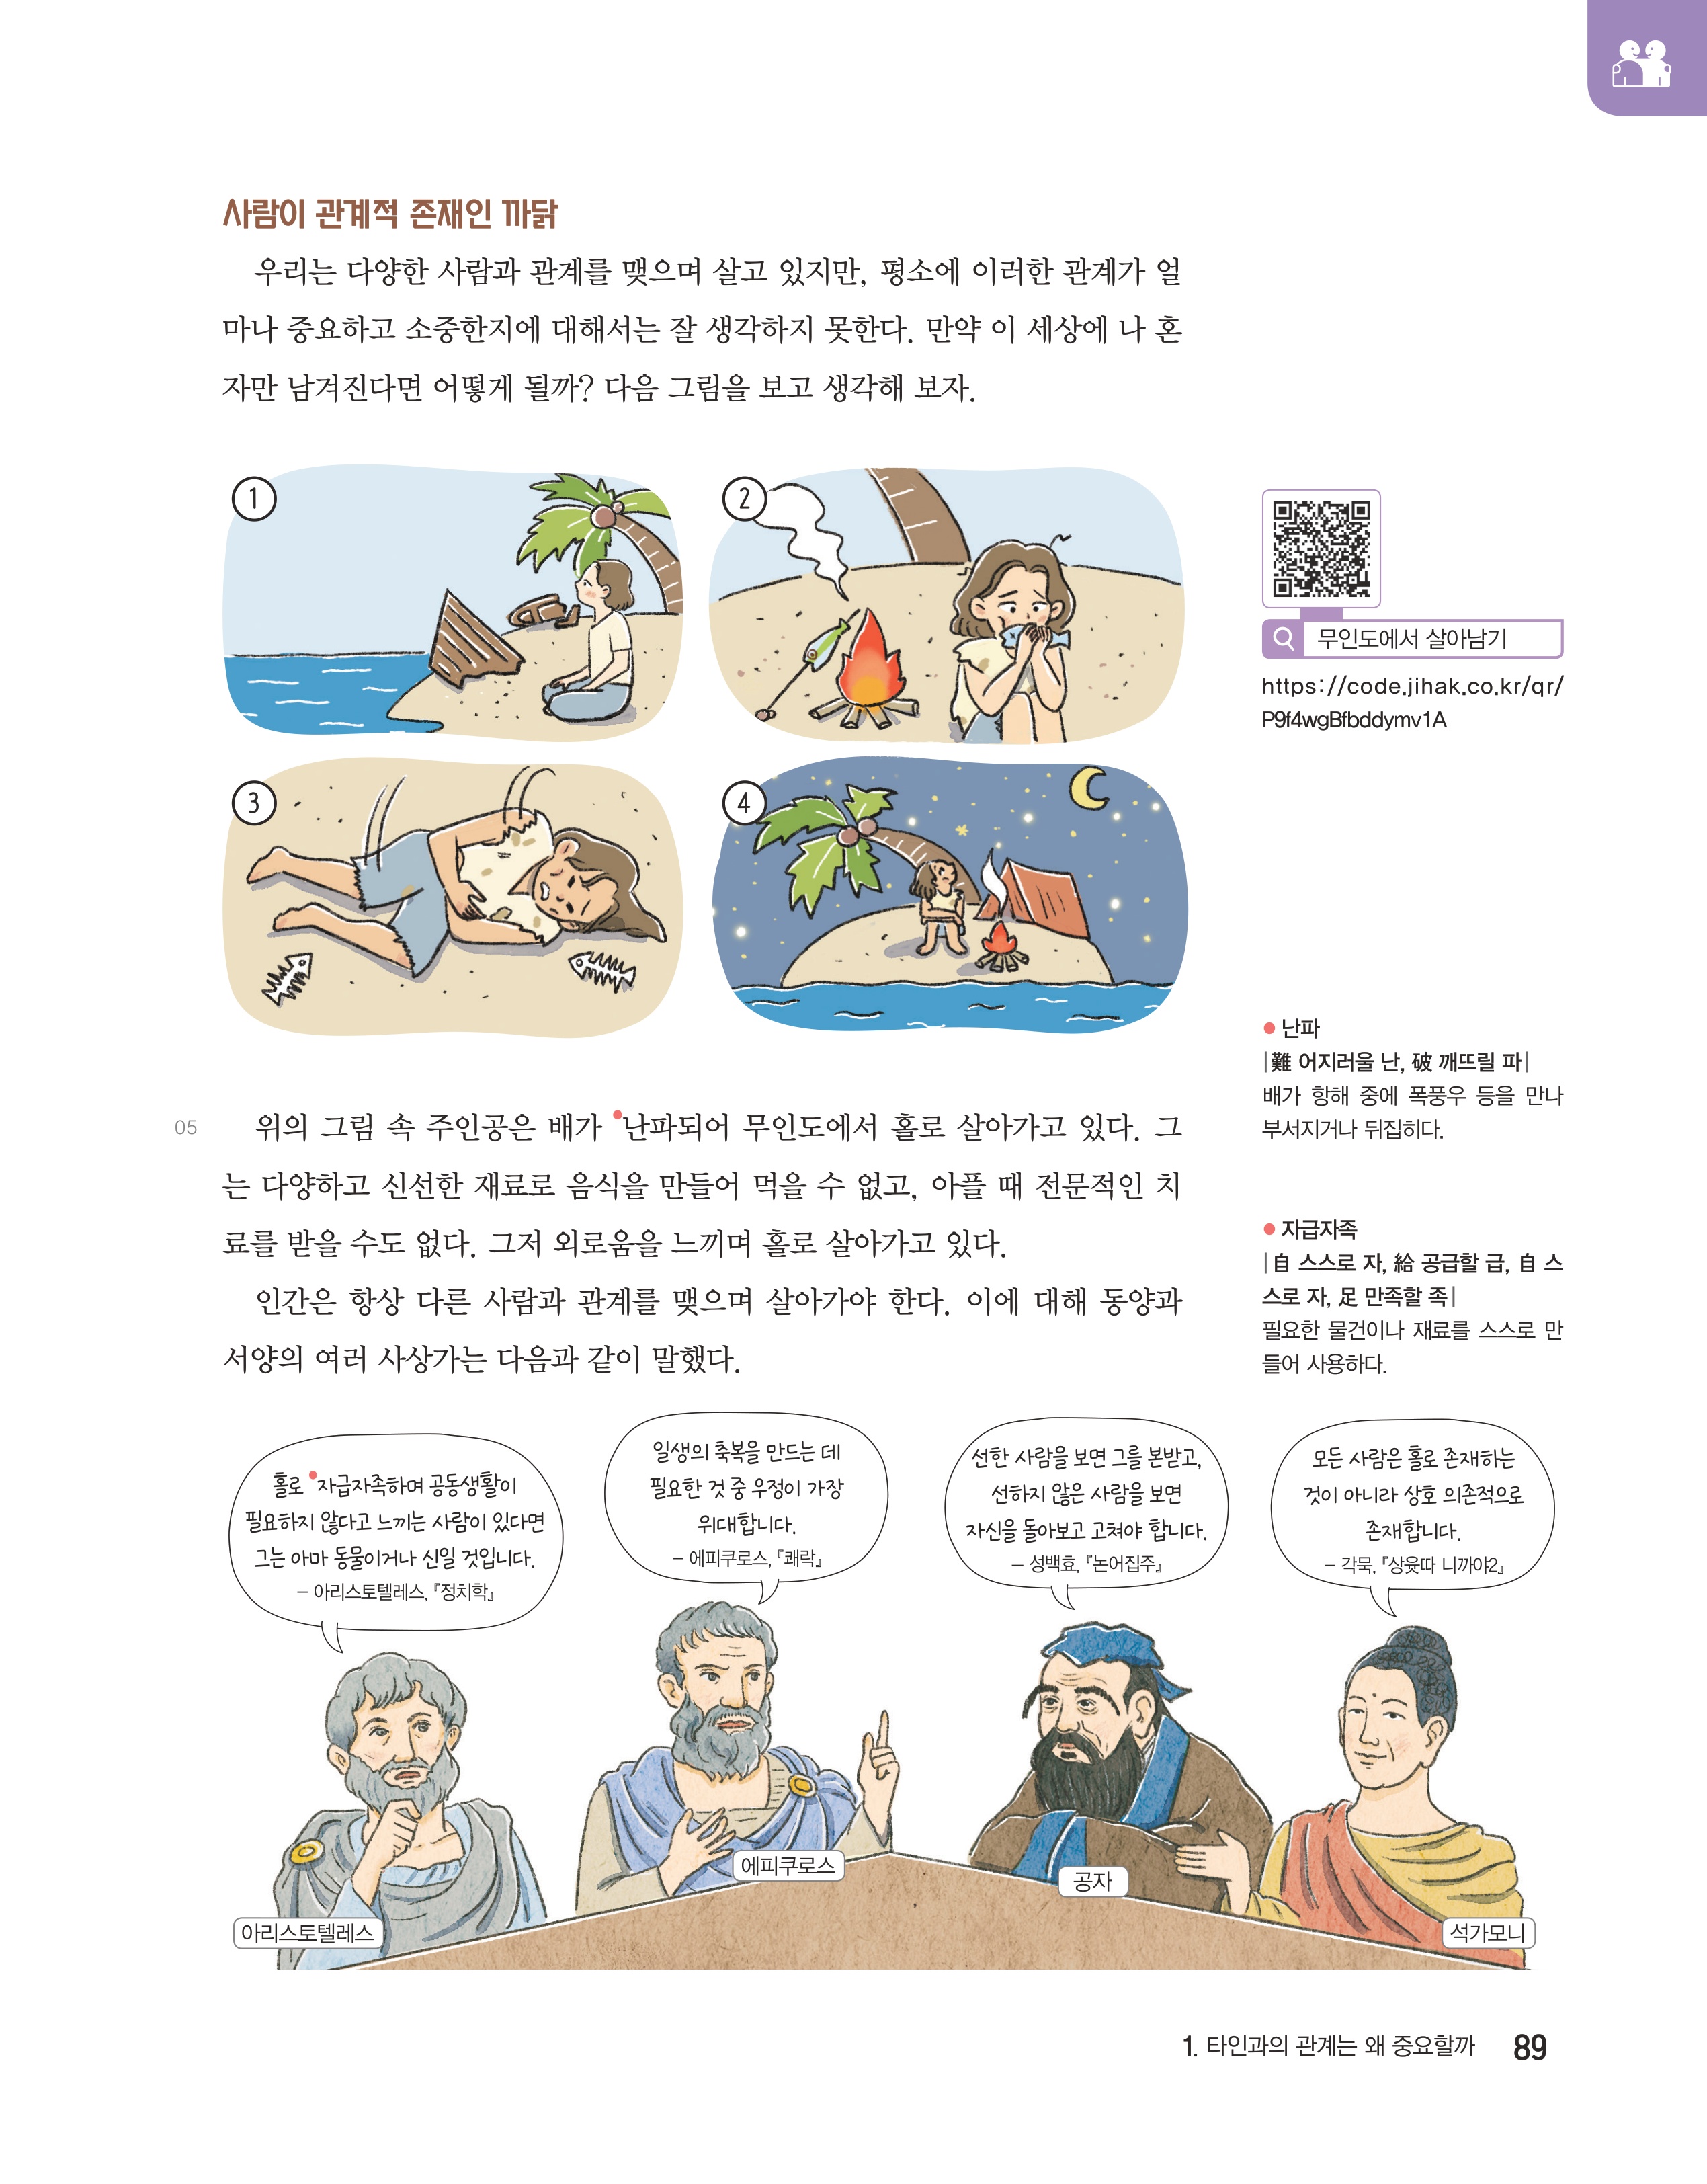 사람이 관계적 존재인 까닭
우리는 다양한 사람과 관계를 맺으며 살고 있지만, 평소에 이러한 관계가 얼
마나 중요하고 소중한지에 대해서는 잘 생각하지 못한다. 만약 이 세상에 나 혼
자만 남겨진다면 어떻게 될까? 다음 그림을 보고 생각해 보자.
1
2
3
4
무인도에서 살아남기
https://code.jihak.co.kr/qr/
P9f4wgBfbddymv1A
• 난파
|難 어지러울 난, 破 깨뜨릴 파|
배가 항해 중에 폭풍우 등을 만나
부서지거나 뒤집히다.
05
위의 그림 속 주인공은 배가 •난파되어 무인도에서 홀로 살아가고 있다. 그
는 다양하고 신선한 재료로 음식을 만들어 먹을 수 없고, 아플 때 전문적인 치
료를 받을 수도 없다. 그저 외로움을 느끼며 홀로 살아가고 있다.
인간은 항상 다른 사람과 관계를 맺으며 살아가야 한다. 이에 대해 동양과
서양의 여러 사상가는 다음과 같이 말했다.
• 자급자족
|自 스스로 자, 給 공급할 급, 自 스
스로 자, 足 만족할 족|
필요한 물건이나 재료를 스스로 만
들어 사용하다.
홀로 •자급자족하며 공동생활이
필요하지 않다고 느끼는 사람이 있다면
그는 아마 동물이거나 신일 것입니다.
– 아리스토텔레스, 『정치학』
일생의 축복을 만드는 데
필요한 것 중 우정이 가장
위대합니다.
– 에피쿠로스, 『쾌락』
선한 사람을 보면 그를 본받고,
선하지 않은 사람을 보면
자신을 돌아보고 고쳐야 합니다.
– 성백효, 『논어집주』
모든 사람은 홀로 존재하는
것이 아니라 상호 의존적으로
존재합니다.
– 각묵, 『상윳따 니까야2』
아리스토텔레스
에피쿠로스
공자
석가모니
1. 타인과의 관계는 왜 중요할까 89